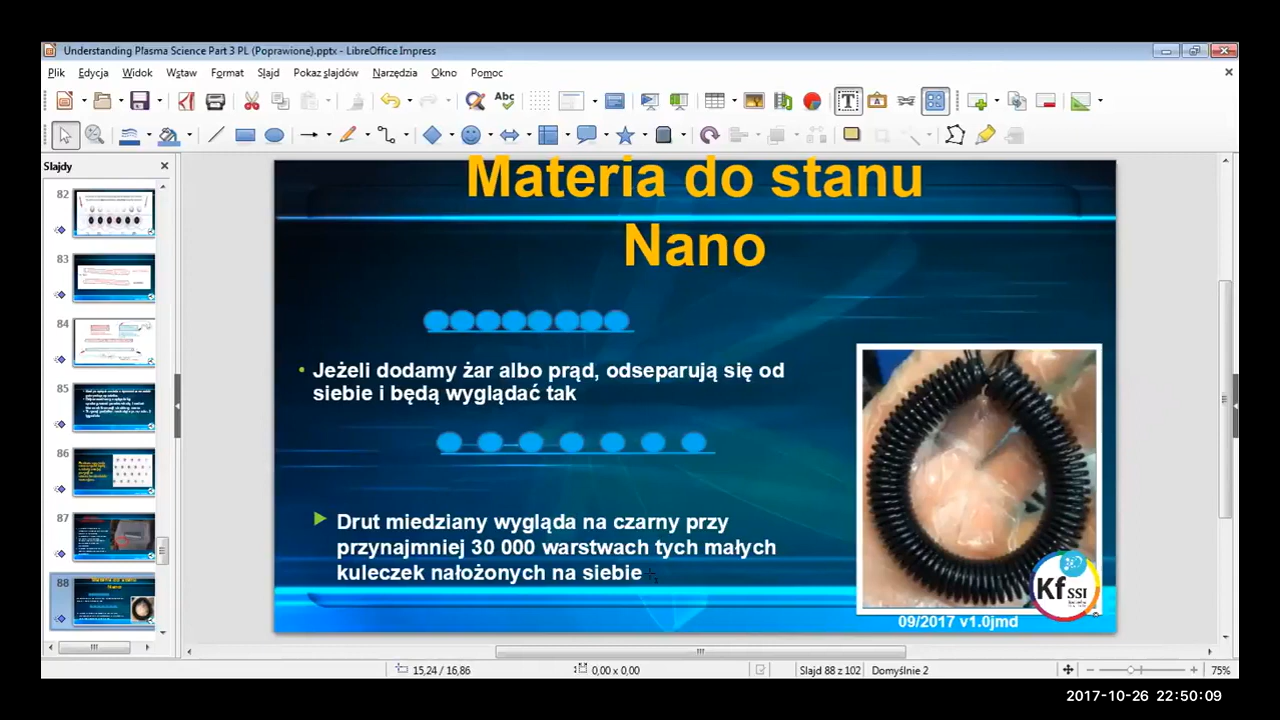 Understanding Plasma Science Part 3 PL (Poprawione).pptx - LibreOffice Impress
Plik Edycja Widok Wstaw Format Slajd Pokaz slajdów Narzędzia Okno Pomoc
Abc
Slajdy
82
83
84
85
86
87
88
Materia do stanu
Nano
Jeżeli dodamy żar albo prąd, odseparują się od
siebie i będą wyglądać tak
Drut miedziany wygląda na czarny przy
przynajmniej 30 000 warstwach tych małych
kuleczek nałożonych na siebie
Kf SSI
09/2017 v1.0jmd
15,24 / 16,86 0,00 x 0,00 Slajd 88 z 102 Domyślnie 2 75%
2017-10-26 22:50:09